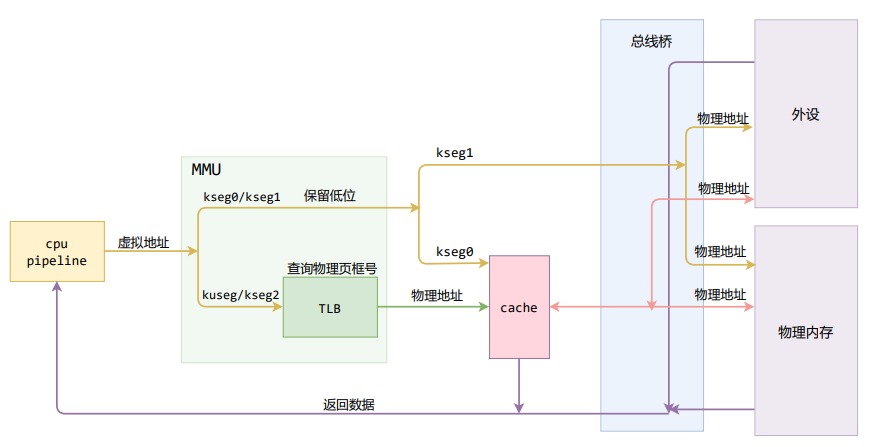 总线桥
外设
物理地址
kseg1
MMU
kseg0/kseg1
保留低位
物理地址
cpu
pipeline
虚拟地址
kseg0
物理地址
查询物理页框号
kuseg/kseg2
TLB
物理地址
cache
物理地址
物理内存
返回数据